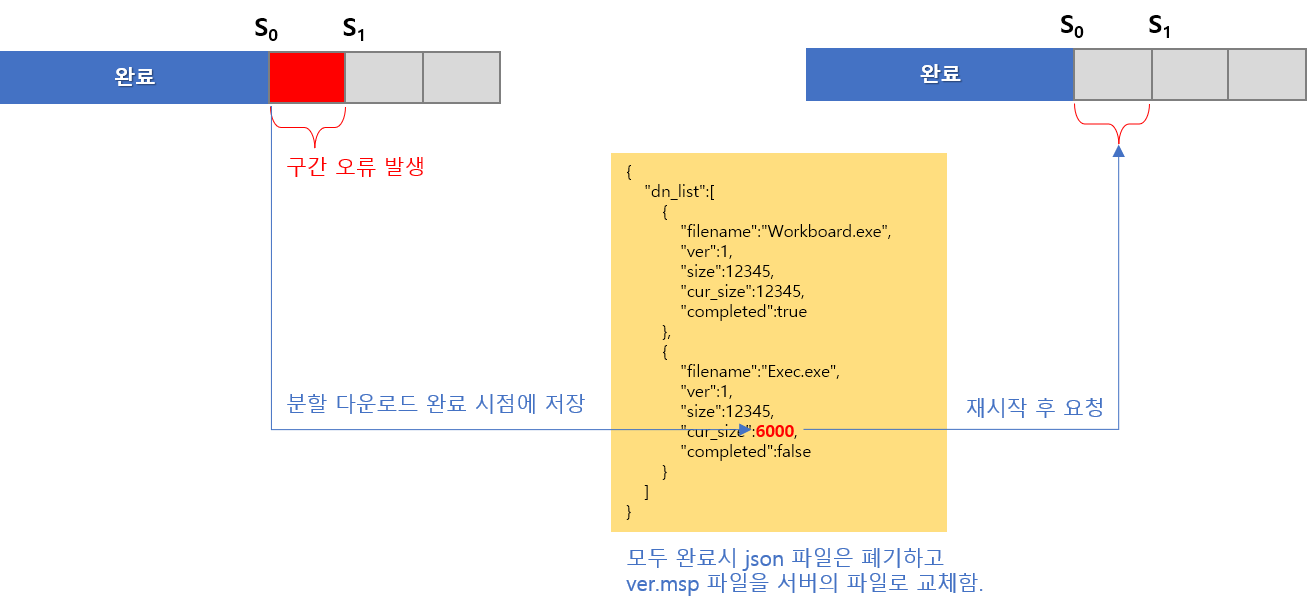 S0 S1
완료
구간 오류 발생
분할 다운로드 완료 시점에 저장
{
"dn_list":[
{
"filename":"Workboard.exe",
"ver":1,
"size":12345,
"cur_size":12345,
"completed":true
},
{
"filename":"Exec.exe",
"ver":1,
"size":12345,
"cur_size":6000,
"completed":false
}
]
}
모두 완료시 json 파일은 폐기하고
ver.msp 파일을 서버의 파일로 교체함.
S0 S1
완료
재시작 후 요청